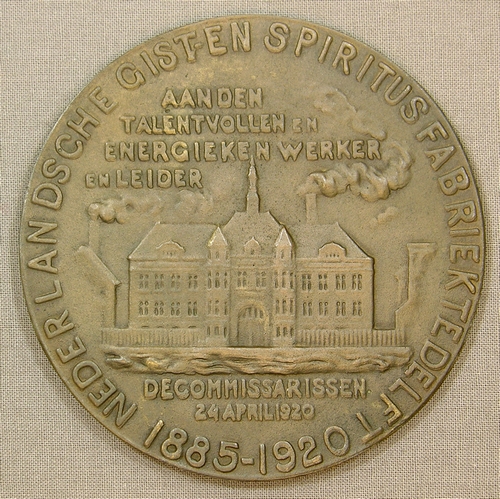 NEDERLANDSCHE GIST-EN SPIRITUSFABRIEK TE DELFT
AAN DEN
TALENTVOLLEN EN
ENERGIEKEN WERKER
EN LEIDER
DE COMMISSARISSEN
24 APRIL 1920
1885-1920